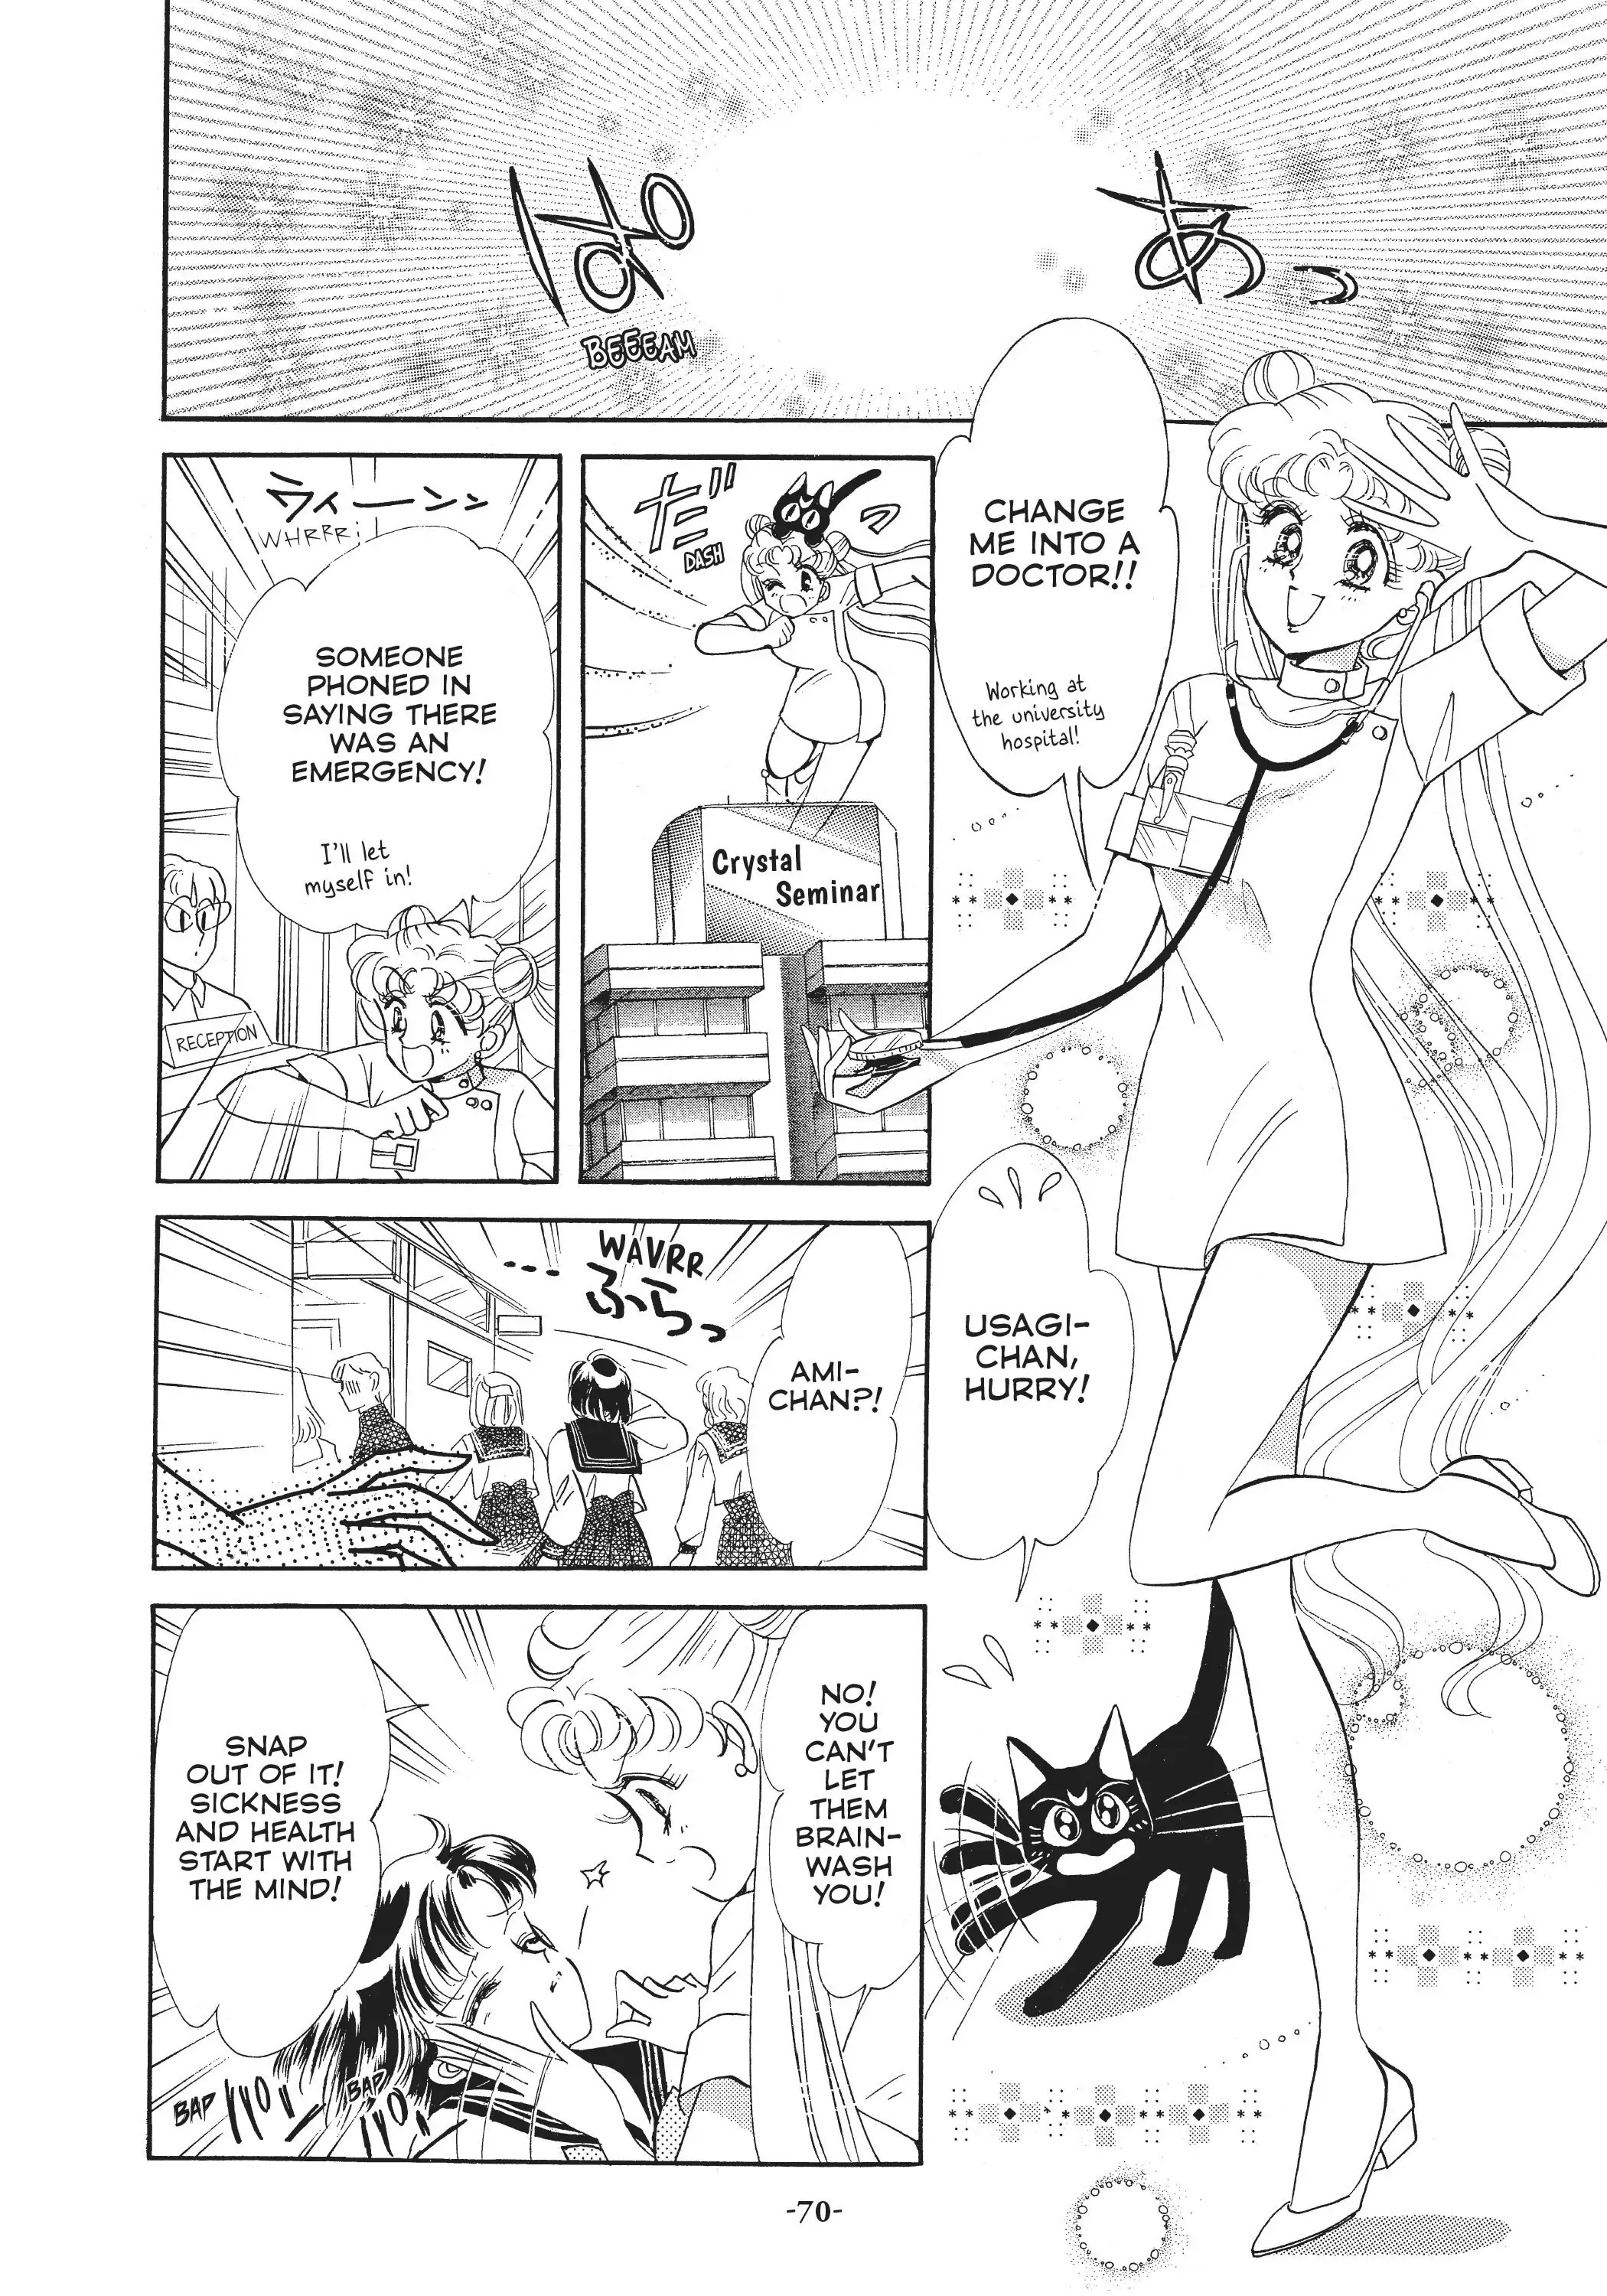 あっ
ぱ
BEEEAM
CHANGE
ME INTO A
DOCTOR!!
Working at
the university
hospital!
USAGI-
CHAN,
HURRY!
だ
DASH
っ
Crystal
Seminar
ウィーンン
WHRRR
SOMEONE
PHONED IN
SAYING THERE
WAS AN
EMERGENCY!
I'll let
myself in!
RECEPTION
WAVRR
ふらっ
AMI-
CHAN?!
NO!
YOU
CAN'T
LET
THEM
BRAIN-
WASH
YOU!
SNAP
OUT OF IT!
SICKNESS
AND HEALTH
START WITH
THE MIND!
BAP
BAP
-70-